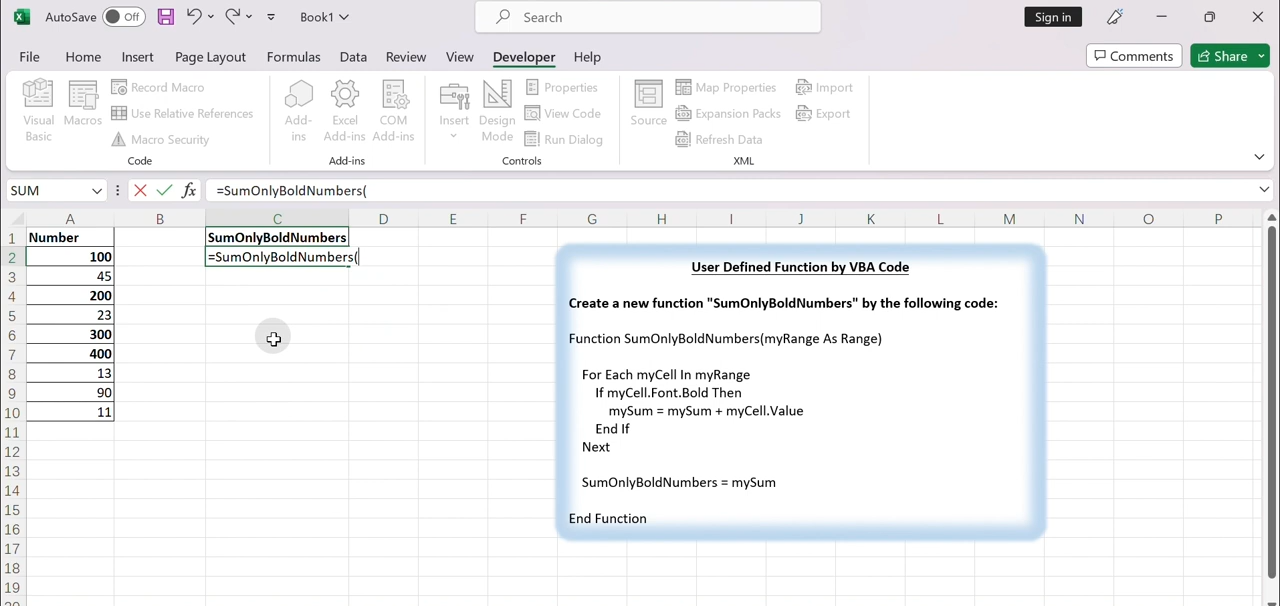 AutoSave Off Book1 Search Sign in
File Home Insert Page Layout Formulas Data Review View Developer Help Comments Share
Visual Basic
Macros
Record Macro
Use Relative References
Macro Security
Code
Add-ins
Excel Add-ins
COM Add-ins
Add-ins
Insert
Design Mode
Properties
View Code
Run Dialog
Controls
Source
Map Properties
Expansion Packs
Refresh Data
Import
Export
XML
SUM fx =SumOnlyBoldNumbers(
A B C D E F G H I J K L M N O P
1 Number SumOnlyBoldNumbers
2 100 =SumOnlyBoldNumbers(
3 45
4 200
5 23
6 300
7 400
8 13
9 90
10 11
11
12
13
14
15
16
17
18
19
User Defined Function by VBA Code
Create a new function "SumOnlyBoldNumbers" by the following code:
Function SumOnlyBoldNumbers(myRange As Range)
For Each myCell In myRange
If myCell.Font.Bold Then
mySum = mySum + myCell.Value
End If
Next
SumOnlyBoldNumbers = mySum
End Function